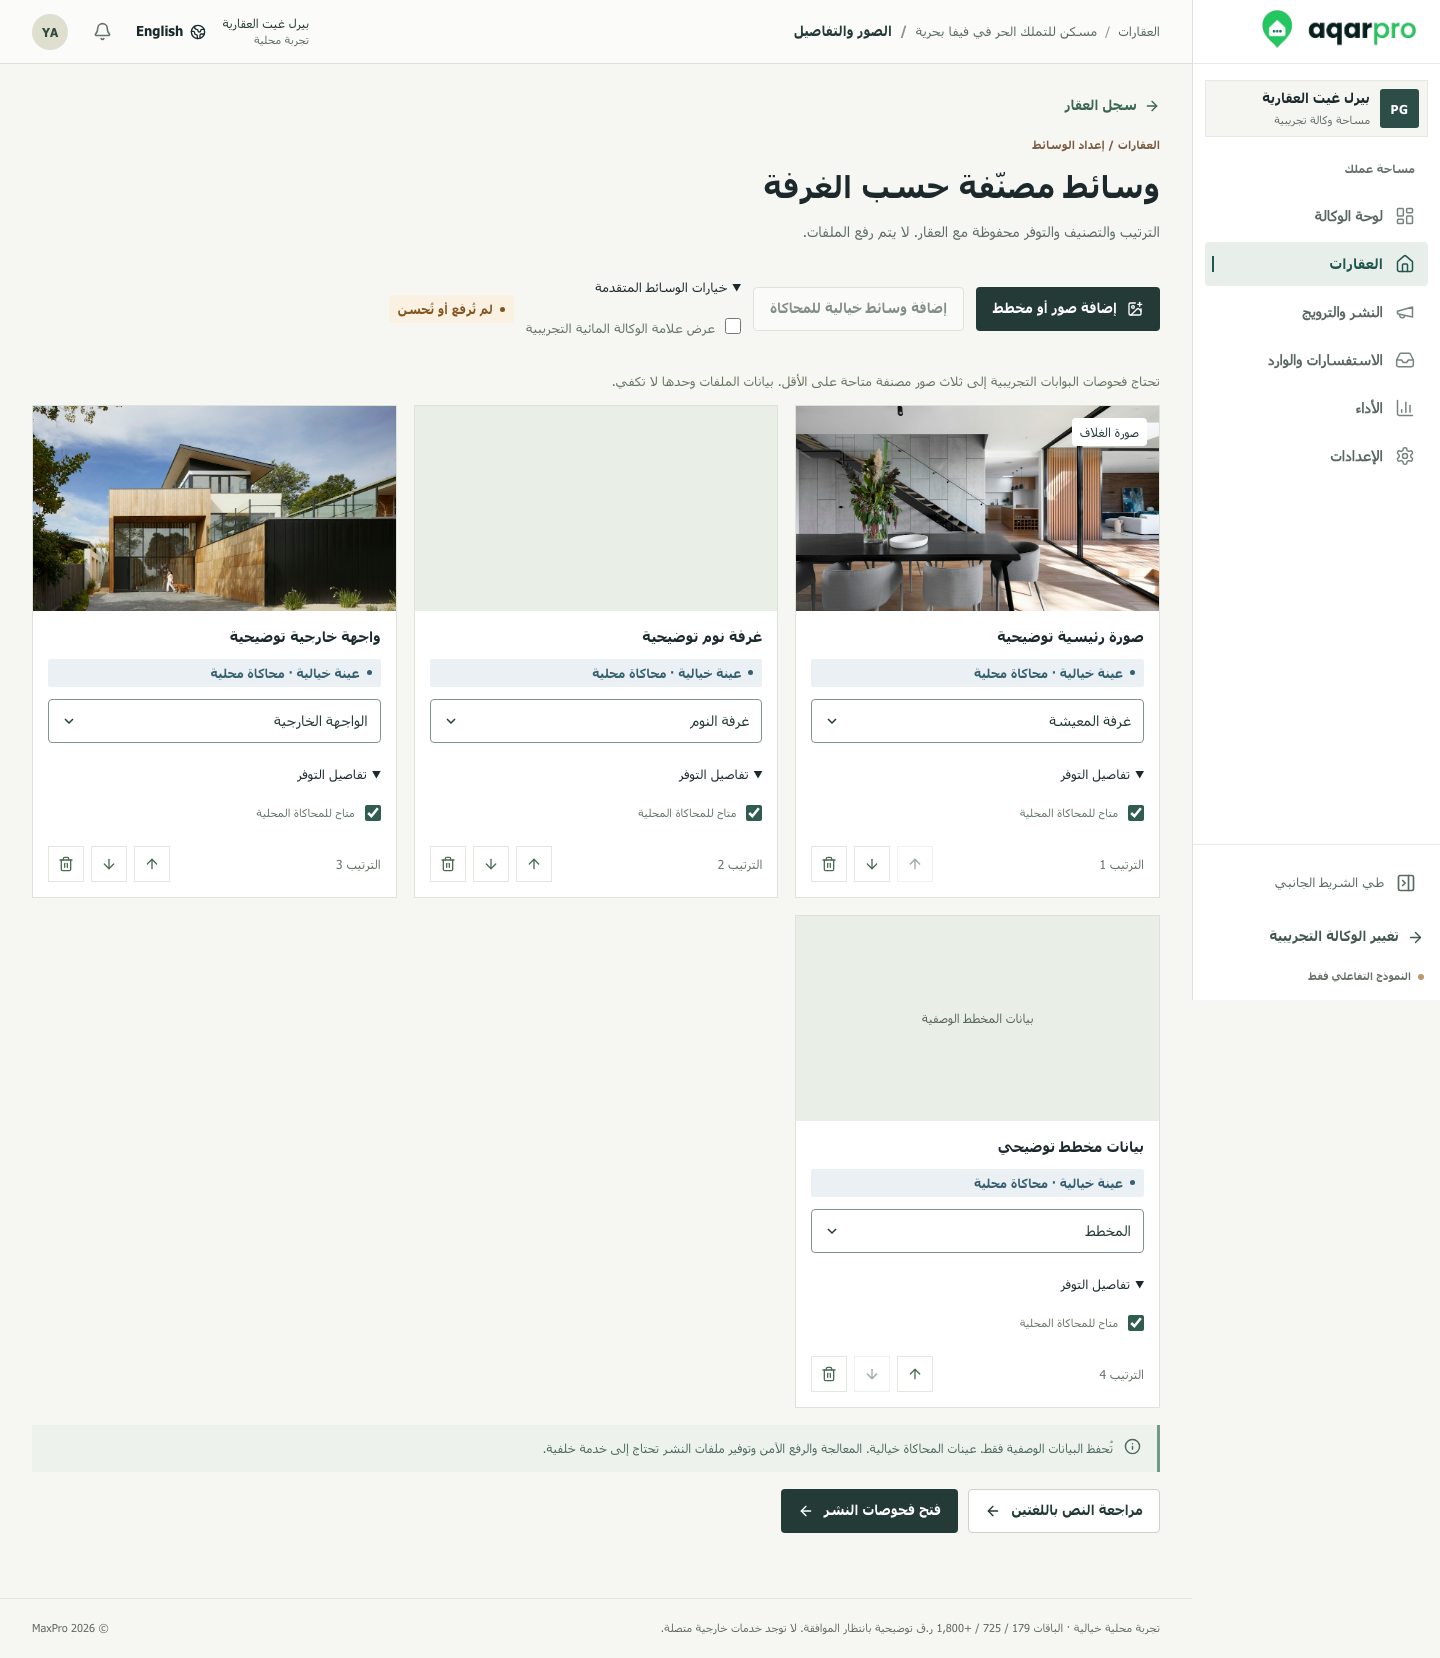 aqarpro
PG
بيرل غيت العقارية
مساحة وكالة تجريبية
مساحة عملك
لوحة الوكالة
العقارات
النشر والترويج
الاستفسارات والوارد
الأداء
الإعدادات
طي الشريط الجانبي
تغيير الوكالة التجريبية
النموذج التفاعلي فقط
العقارات / مسكن للتملك الحر في فيفا بحرية / الصور والتفاصيل
بيرل غيت العقارية
تجربة محلية
English
YA
سجل العقار
العقارات / إعداد الوسائط
وسائط مصنّفة حسب الغرفة
الترتيب والتصنيف والتوفر محفوظة مع العقار. لا يتم رفع الملفات.
إضافة صور أو مخطط
إضافة وسائط خيالية للمحاكاة
خيارات الوسائط المتقدمة
عرض علامة الوكالة المائية التجريبية
لم تُرفع أو تُحسن
تحتاج فحوصات البوابات التجريبية إلى ثلاث صور مصنفة متاحة على الأقل. بيانات الملفات وحدها لا تكفي.
صورة الغلاف
صورة رئيسية توضيحية
عينة خيالية · محاكاة محلية
غرفة المعيشة
تفاصيل التوفر
متاح للمحاكاة المحلية
الترتيب 1
غرفة نوم توضيحية
عينة خيالية · محاكاة محلية
غرفة النوم
تفاصيل التوفر
متاح للمحاكاة المحلية
الترتيب 2
واجهة خارجية توضيحية
عينة خيالية · محاكاة محلية
الواجهة الخارجية
تفاصيل التوفر
متاح للمحاكاة المحلية
الترتيب 3
بيانات المخطط الوصفية
بيانات مخطط توضيحي
عينة خيالية · محاكاة محلية
المخطط
تفاصيل التوفر
متاح للمحاكاة المحلية
الترتيب 4
تُحفظ البيانات الوصفية فقط. عينات المحاكاة خيالية. المعالجة والرفع الآمن وتوفير ملفات النشر تحتاج إلى خدمة خلفية.
مراجعة النص باللغتين
فتح فحوصات النشر
تجربة محلية خيالية · الباقات 179 / 725 / +1,800 ر.ق توضيحية بانتظار الموافقة. لا توجد خدمات خارجية متصلة.
© 2026 MaxPro